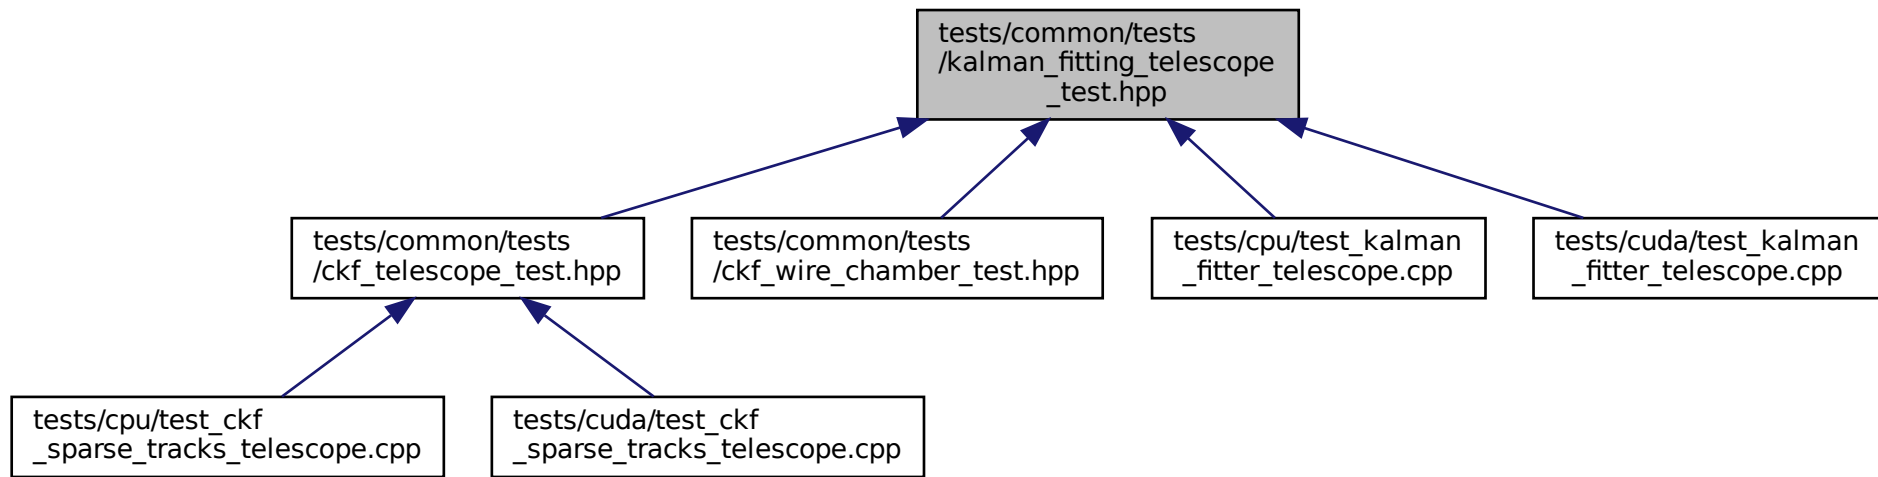 tests/common/tests
/kalman_fitting_telescope
_test.hpp
tests/common/tests
/ckf_telescope_test.hpp
tests/common/tests
/ckf_wire_chamber_test.hpp
tests/cpu/test_kalman
_fitter_telescope.cpp
tests/cuda/test_kalman
_fitter_telescope.cpp
tests/cpu/test_ckf
_sparse_tracks_telescope.cpp
tests/cuda/test_ckf
_sparse_tracks_telescope.cpp